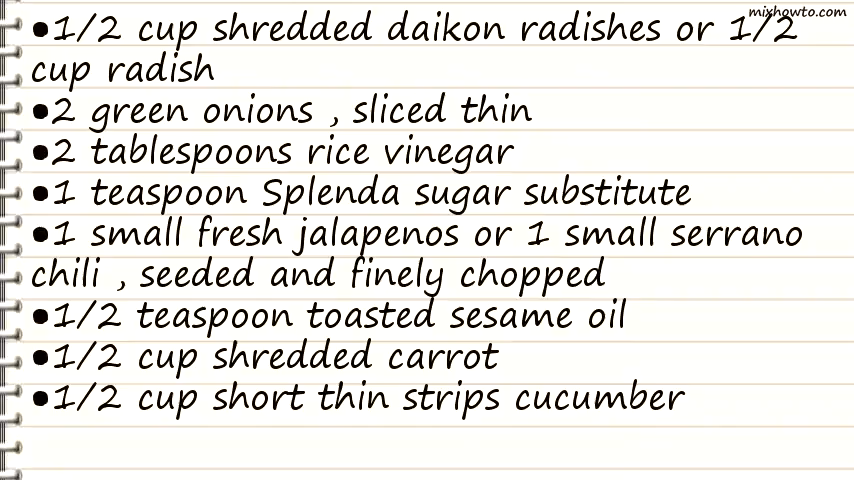 mixhowto.com
•1/2 cup shredded daikon radishes or 1/2
cup radish
•2 green onions , sliced thin
•2 tablespoons rice vinegar
•1 teaspoon Splenda sugar substitute
•1 small fresh jalapenos or 1 small serrano
chili , seeded and finely chopped
•1/2 teaspoon toasted sesame oil
•1/2 cup shredded carrot
•1/2 cup short thin strips cucumber